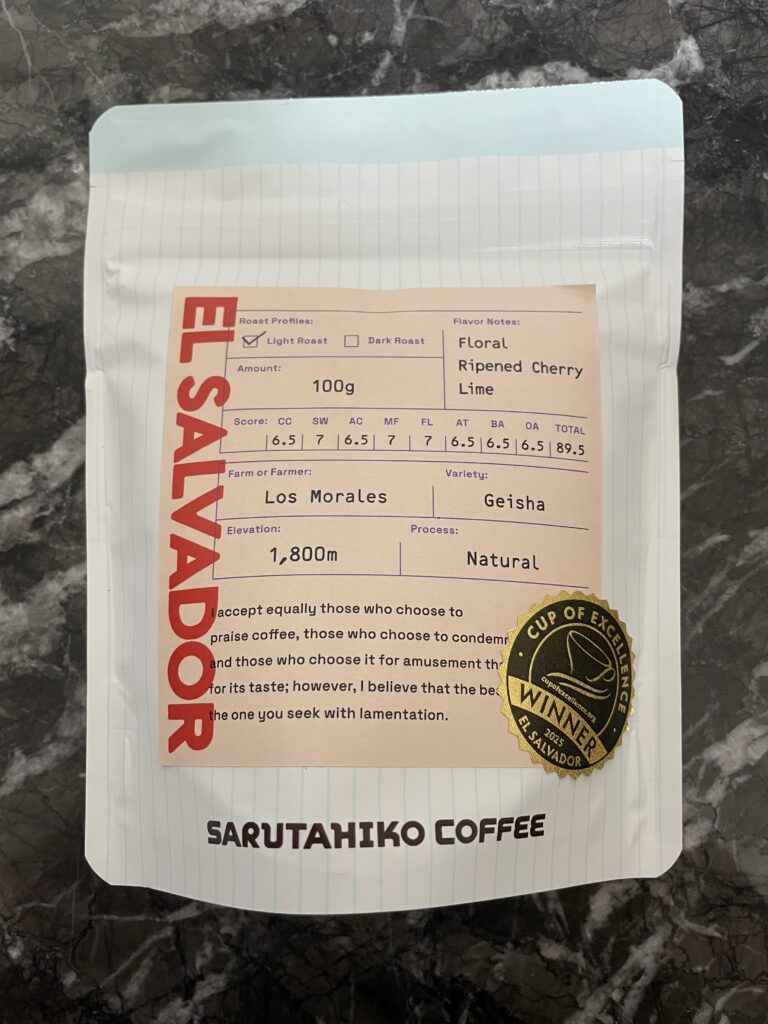 EL SALVADOR
Roast Profiles:
Light Roast
Dark Roast
Flavor Notes:
Floral
Ripened Cherry
Lime
Amount:
100g
Score: CC SW AC MF FL AT BA OA TOTAL
6.5 7 6.5 7 7 6.5 6.5 6.5 89.5
Farm or Farmer:
Los Morales
Variety:
Geisha
Elevation:
1,800m
Process:
Natural
I accept equally those who choose to
praise coffee, those who choose to condemn
and those who choose it for amusement
for its taste; however, I believe that the
the one you seek with lamentation.
CUP OF EXCELLENCE
cupofexcellence.org
WINNER
2025
EL SALVADOR
SARUTAHIKO COFFEE